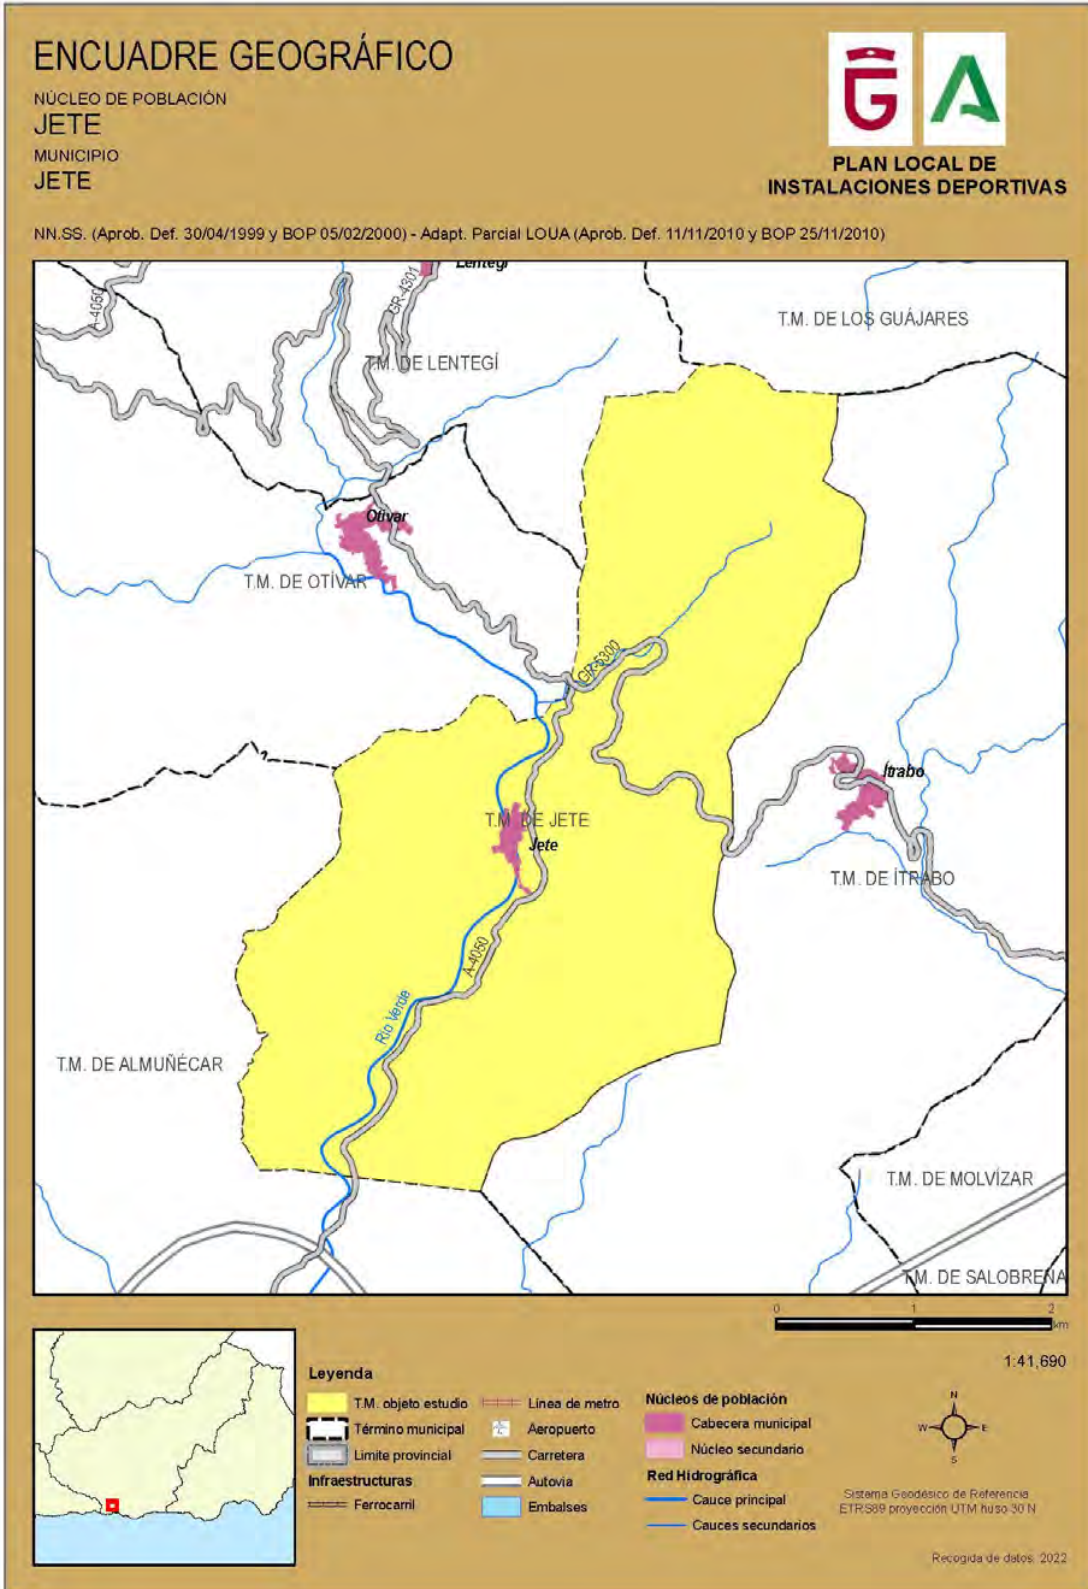 ENCUADRE GEOGRÁFICO
NÚCLEO DE POBLACIÓN
JETE
MUNICIPIO
JETE
PLAN LOCAL DE
INSTALACIONES DEPORTIVAS
NN.SS. (Aprob. Def. 30/04/1999 y BOP 05/02/2000) - Adapt. Parcial LOUA (Aprob. Def. 11/11/2010 y BOP 25/11/2010)
Lentegí
A-4050
GR-4301
T.M. DE LOS GUÁJARES
T.M. DE LENTEGÍ
Otívar
T.M. DE OTÍVAR
GR-5300
Ítrabo
T.M. DE JETE
Jete
T.M. DE ÍTRABO
A-4050
Río Verde
T.M. DE ALMUÑÉCAR
T.M. DE MOLVÍZAR
T.M. DE SALOBREÑA
0 1 2
km
1:41,690
Leyenda
T.M. objeto estudio
Término municipal
Limite provincial
Infraestructuras
Ferrocarril
Línea de metro
Aeropuerto
Carretera
Autovia
Embalses
Núcleos de población
Cabecera municipal
Núcleo secundario
Red Hidrográfica
Cauce principal
Cauces secundarios
N
W E
S
Sistema Geodésico de Referencia
ETRS89 proyección UTM huso 30 N
Recogida de datos: 2022